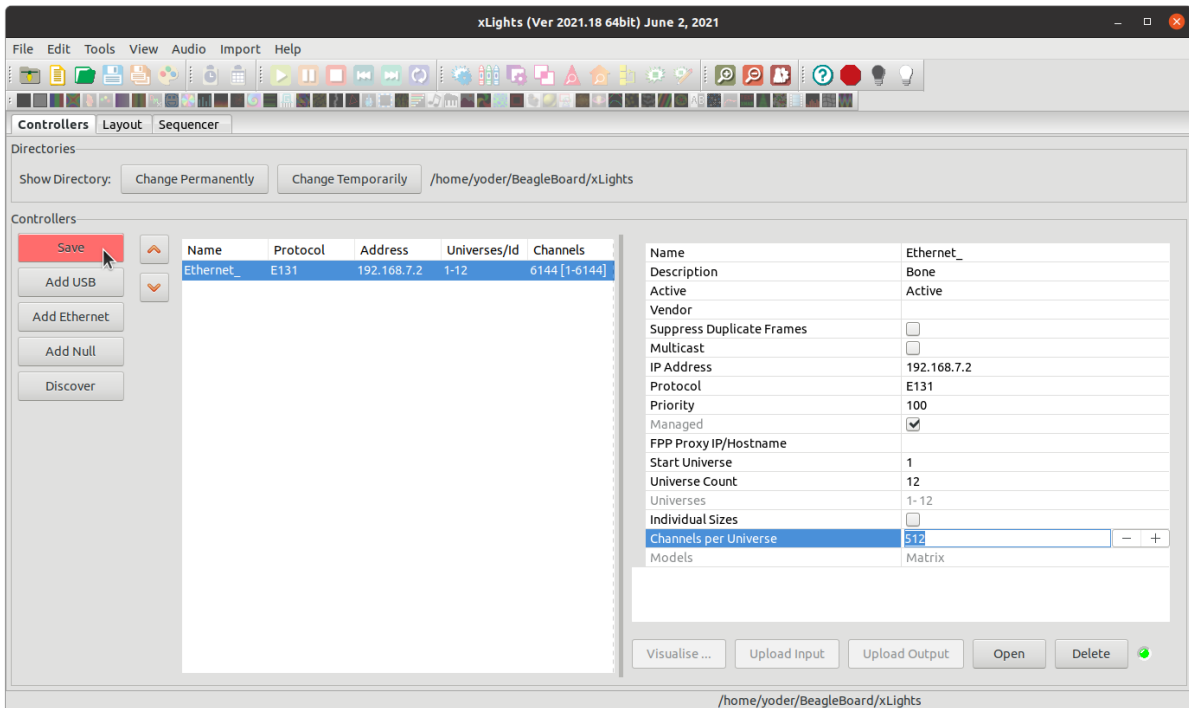 xLights (Ver 2021.18 64bit) June 2, 2021
File Edit Tools View Audio Import Help
Controllers Layout Sequencer
Directories
Show Directory: Change Permanently Change Temporarily /home/yoder/BeagleBoard/xLights
Controllers
Save
Add USB
Add Ethernet
Add Null
Discover
Name Protocol Address Universes/Id Channels
Ethernet_ E131 192.168.7.2 1-12 6144 [1-6144]
Name Ethernet_
Description Bone
Active Active
Vendor
Suppress Duplicate Frames
Multicast
IP Address 192.168.7.2
Protocol E131
Priority 100
Managed
FPP Proxy IP/Hostname
Start Universe 1
Universe Count 12
Universes 1- 12
Individual Sizes
Channels per Universe 512 − +
Models Matrix
Visualise ... Upload Input Upload Output Open Delete
/home/yoder/BeagleBoard/xLights